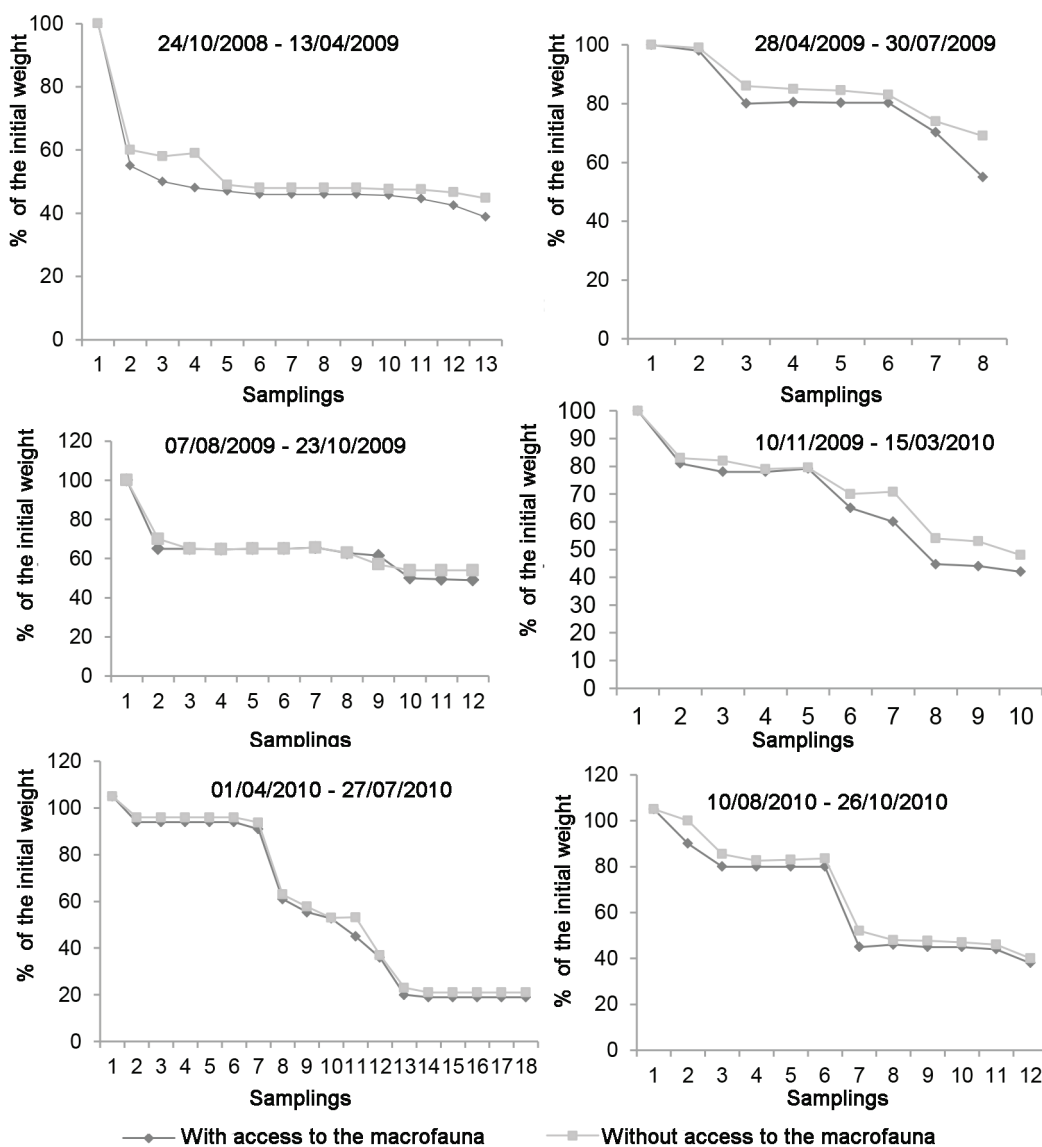 24/10/2008 - 13/04/2009
% of the initial weight
100
80
60
40
20
0
1 2 3 4 5 6 7 8 9 10 11 12 13
Samplings
28/04/2009 - 30/07/2009
% of the initial weight
100
80
60
40
20
0
1 2 3 4 5 6 7 8
Samplings
07/08/2009 - 23/10/2009
% of the initial weight
120
100
80
60
40
20
0
1 2 3 4 5 6 7 8 9 10 11 12
Samplings
10/11/2009 - 15/03/2010
% of the initial weight
100
90
80
70
60
50
40
30
20
10
0
1 2 3 4 5 6 7 8 9 10
Samplings
01/04/2010 - 27/07/2010
% of the initial weight
120
100
80
60
40
20
0
1 2 3 4 5 6 7 8 9 10 11 12 13 14 15 16 17 18
Samplings
10/08/2010 - 26/10/2010
% of the initial weight
120
100
80
60
40
20
0
1 2 3 4 5 6 7 8 9 10 11 12
Samplings
With access to the macrofauna
Without access to the macrofauna